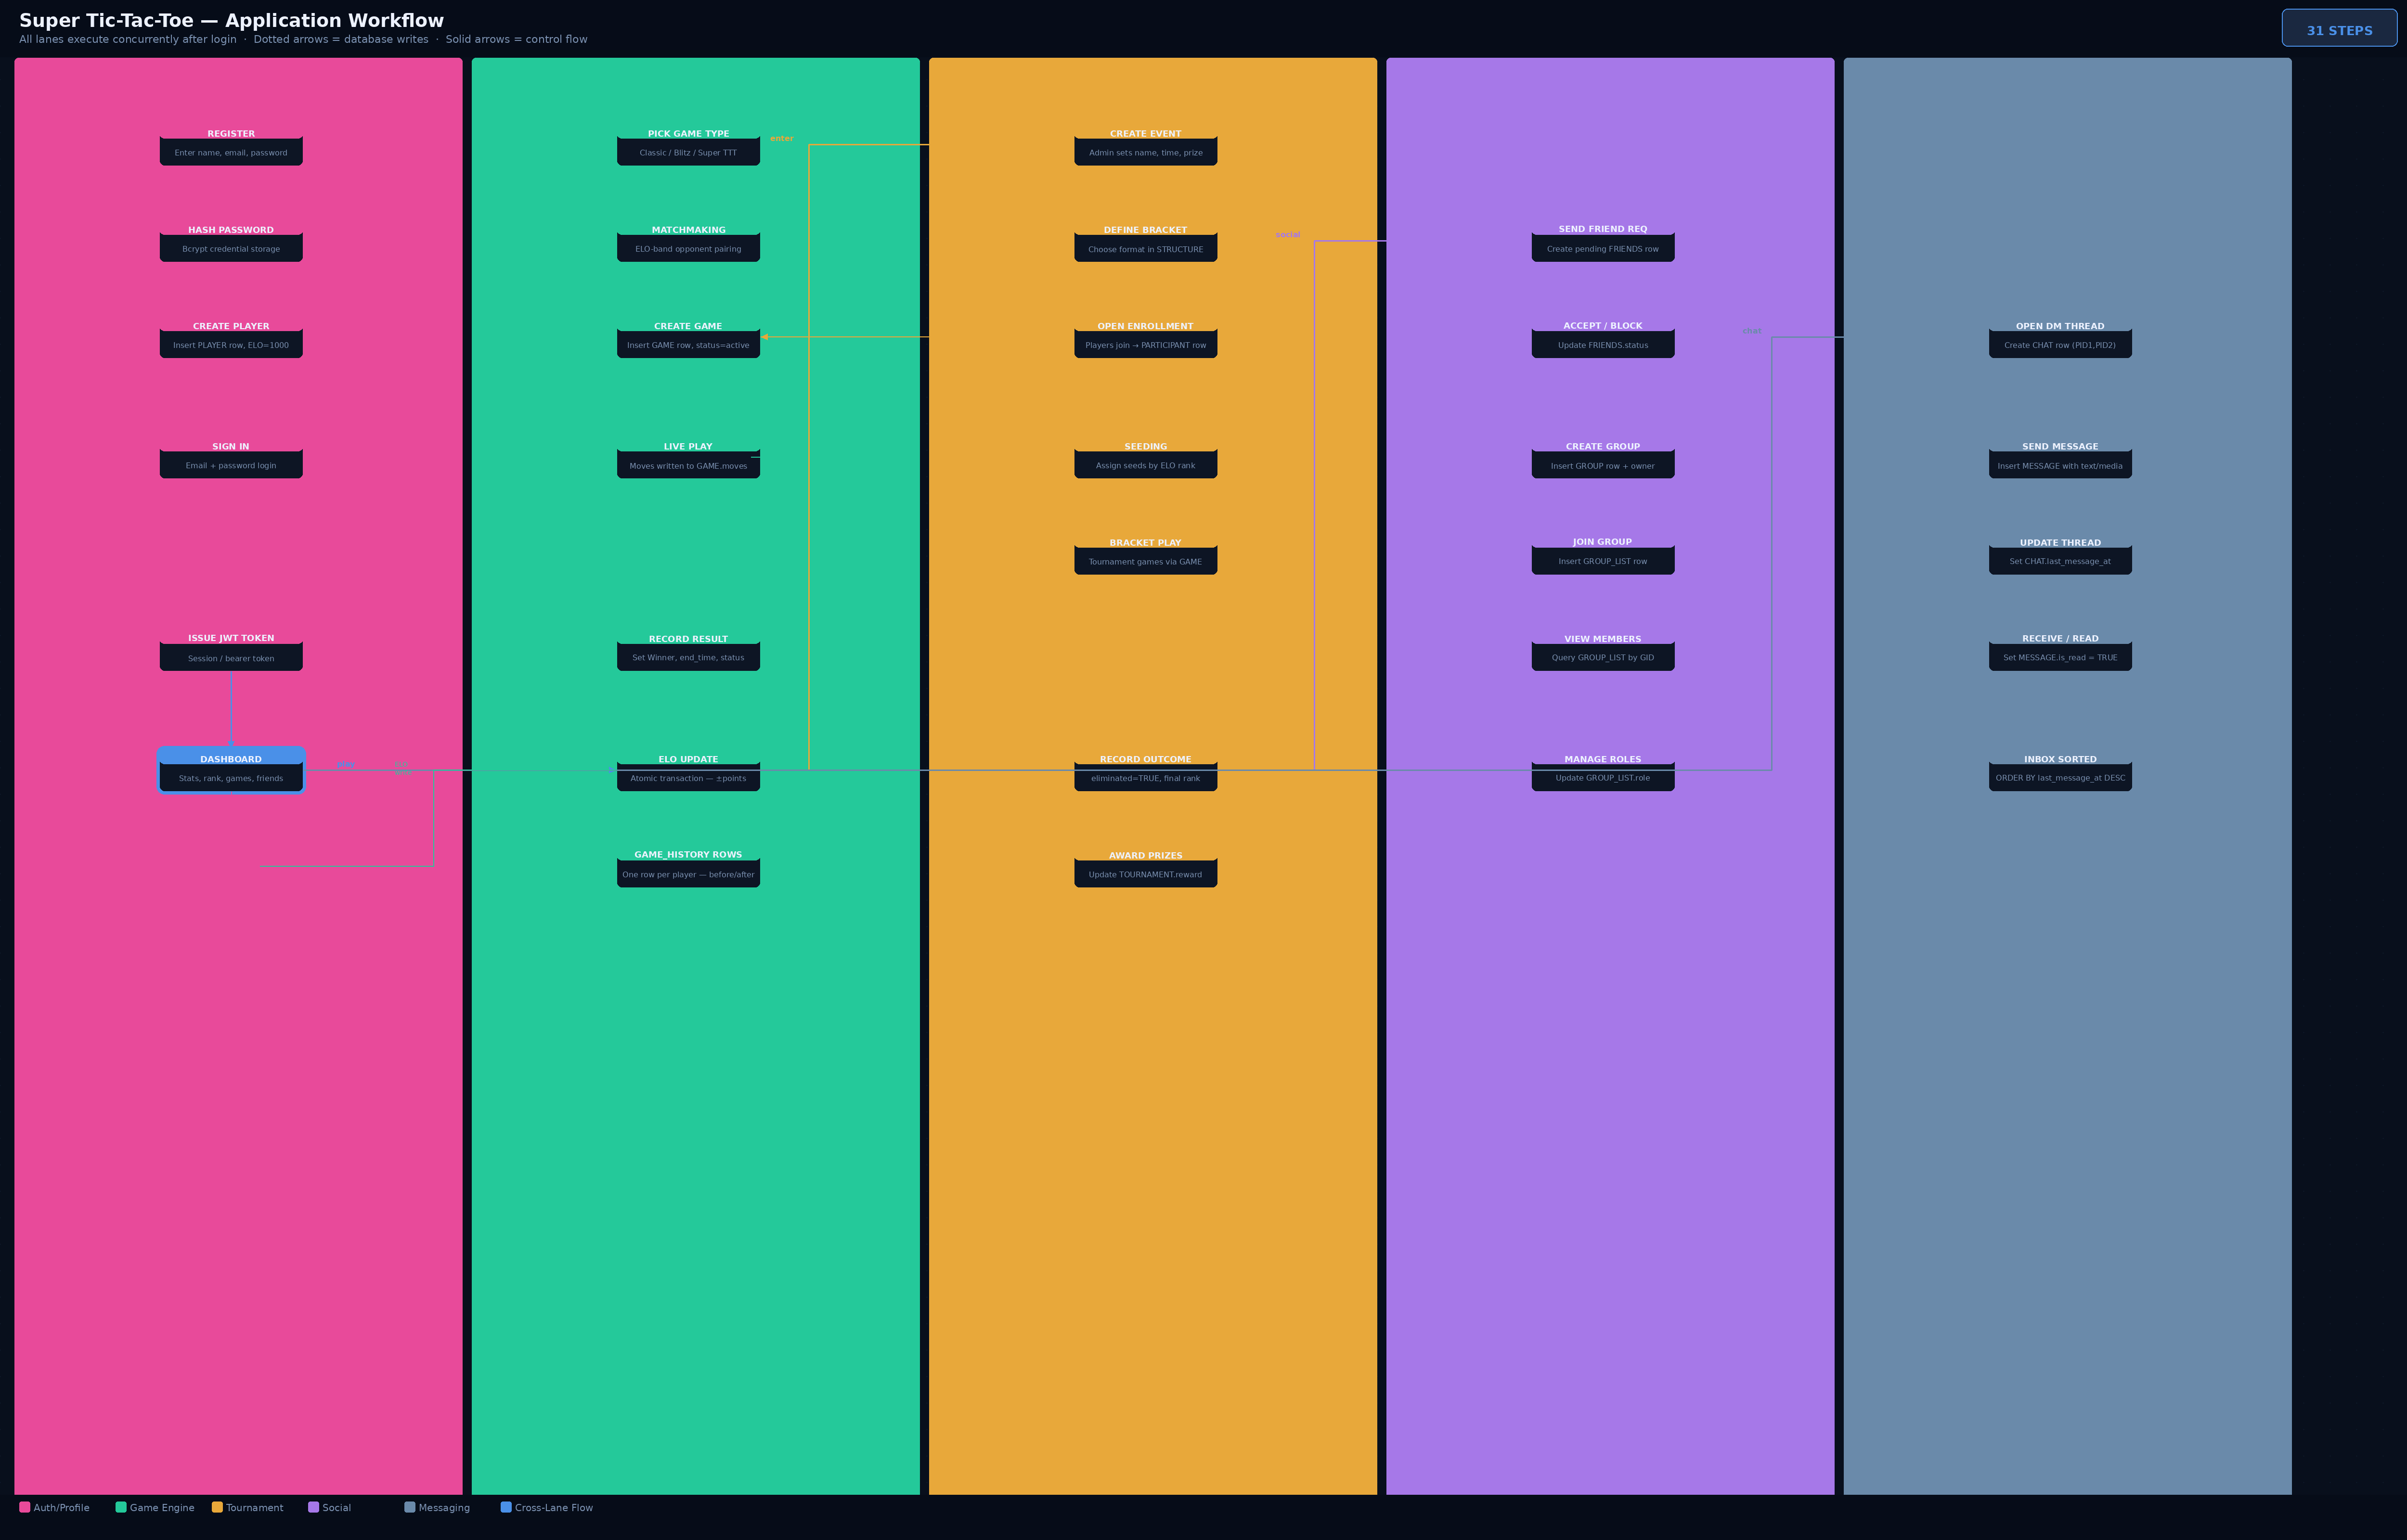 Super Tic-Tac-Toe — Application Workflow
All lanes execute concurrently after login · Dotted arrows = database writes · Solid arrows = control flow
31 STEPS
REGISTER
Enter name, email, password
HASH PASSWORD
Bcrypt credential storage
CREATE PLAYER
Insert PLAYER row, ELO=1000
SIGN IN
Email + password login
ISSUE JWT TOKEN
Session / bearer token
DASHBOARD
Stats, rank, games, friends
PICK GAME TYPE
Classic / Blitz / Super TTT
enter
MATCHMAKING
ELO-band opponent pairing
CREATE GAME
Insert GAME row, status=active
LIVE PLAY
Moves written to GAME.moves
RECORD RESULT
Set Winner, end_time, status
ELO UPDATE
Atomic transaction — ±points
GAME_HISTORY ROWS
One row per player — before/after
CREATE EVENT
Admin sets name, time, prize
DEFINE BRACKET
Choose format in STRUCTURE
social
OPEN ENROLLMENT
Players join → PARTICIPANT row
SEEDING
Assign seeds by ELO rank
BRACKET PLAY
Tournament games via GAME
RECORD OUTCOME
eliminated=TRUE, final rank
AWARD PRIZES
Update TOURNAMENT.reward
SEND FRIEND REQ
Create pending FRIENDS row
ACCEPT / BLOCK
Update FRIENDS.status
chat
CREATE GROUP
Insert GROUP row + owner
JOIN GROUP
Insert GROUP_LIST row
VIEW MEMBERS
Query GROUP_LIST by GID
MANAGE ROLES
Update GROUP_LIST.role
OPEN DM THREAD
Create CHAT row (PID1,PID2)
SEND MESSAGE
Insert MESSAGE with text/media
UPDATE THREAD
Set CHAT.last_message_at
RECEIVE / READ
Set MESSAGE.is_read = TRUE
INBOX SORTED
ORDER BY last_message_at DESC
Auth/Profile
Game Engine
Tournament
Social
Messaging
Cross-Lane Flow